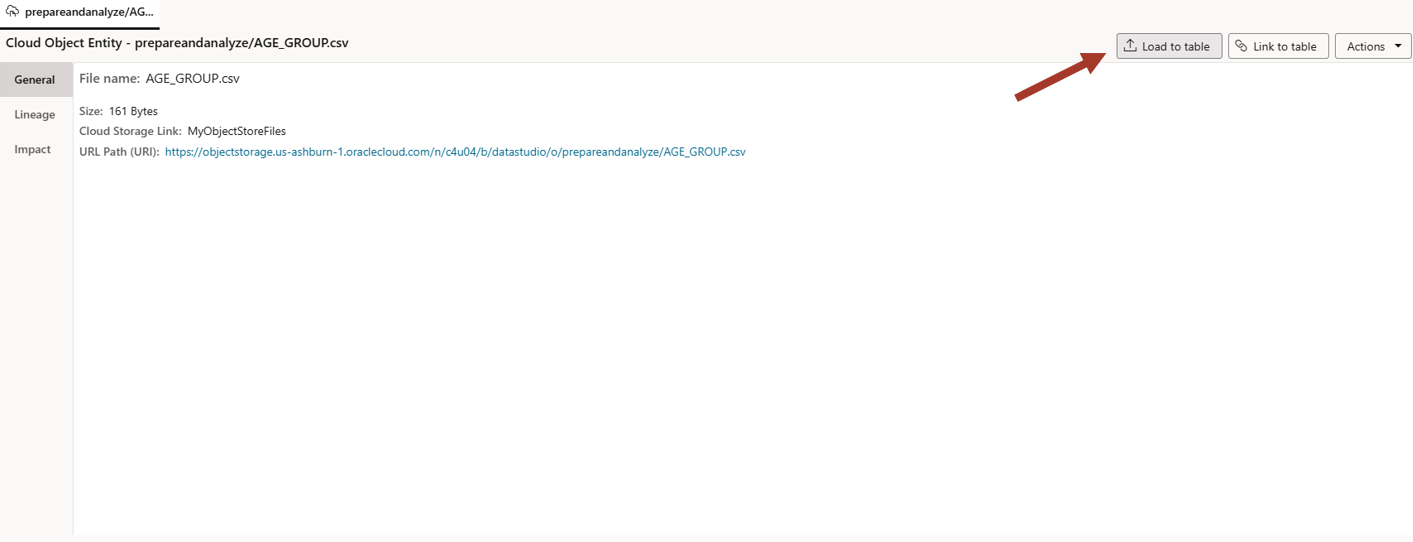 prepareandanalyze/AG...
Cloud Object Entity - prepareandanalyze/AGE_GROUP.csv
Load to table
Link to table
Actions
General
File name: AGE_GROUP.csv
Lineage
Size: 161 Bytes
Cloud Storage Link: MyObjectStoreFiles
Impact
URL Path (URI): https://objectstorage.us-ashburn-1.oraclecloud.com/n/c4u04/b/datastudio/o/prepareandanalyze/AGE_GROUP.csv